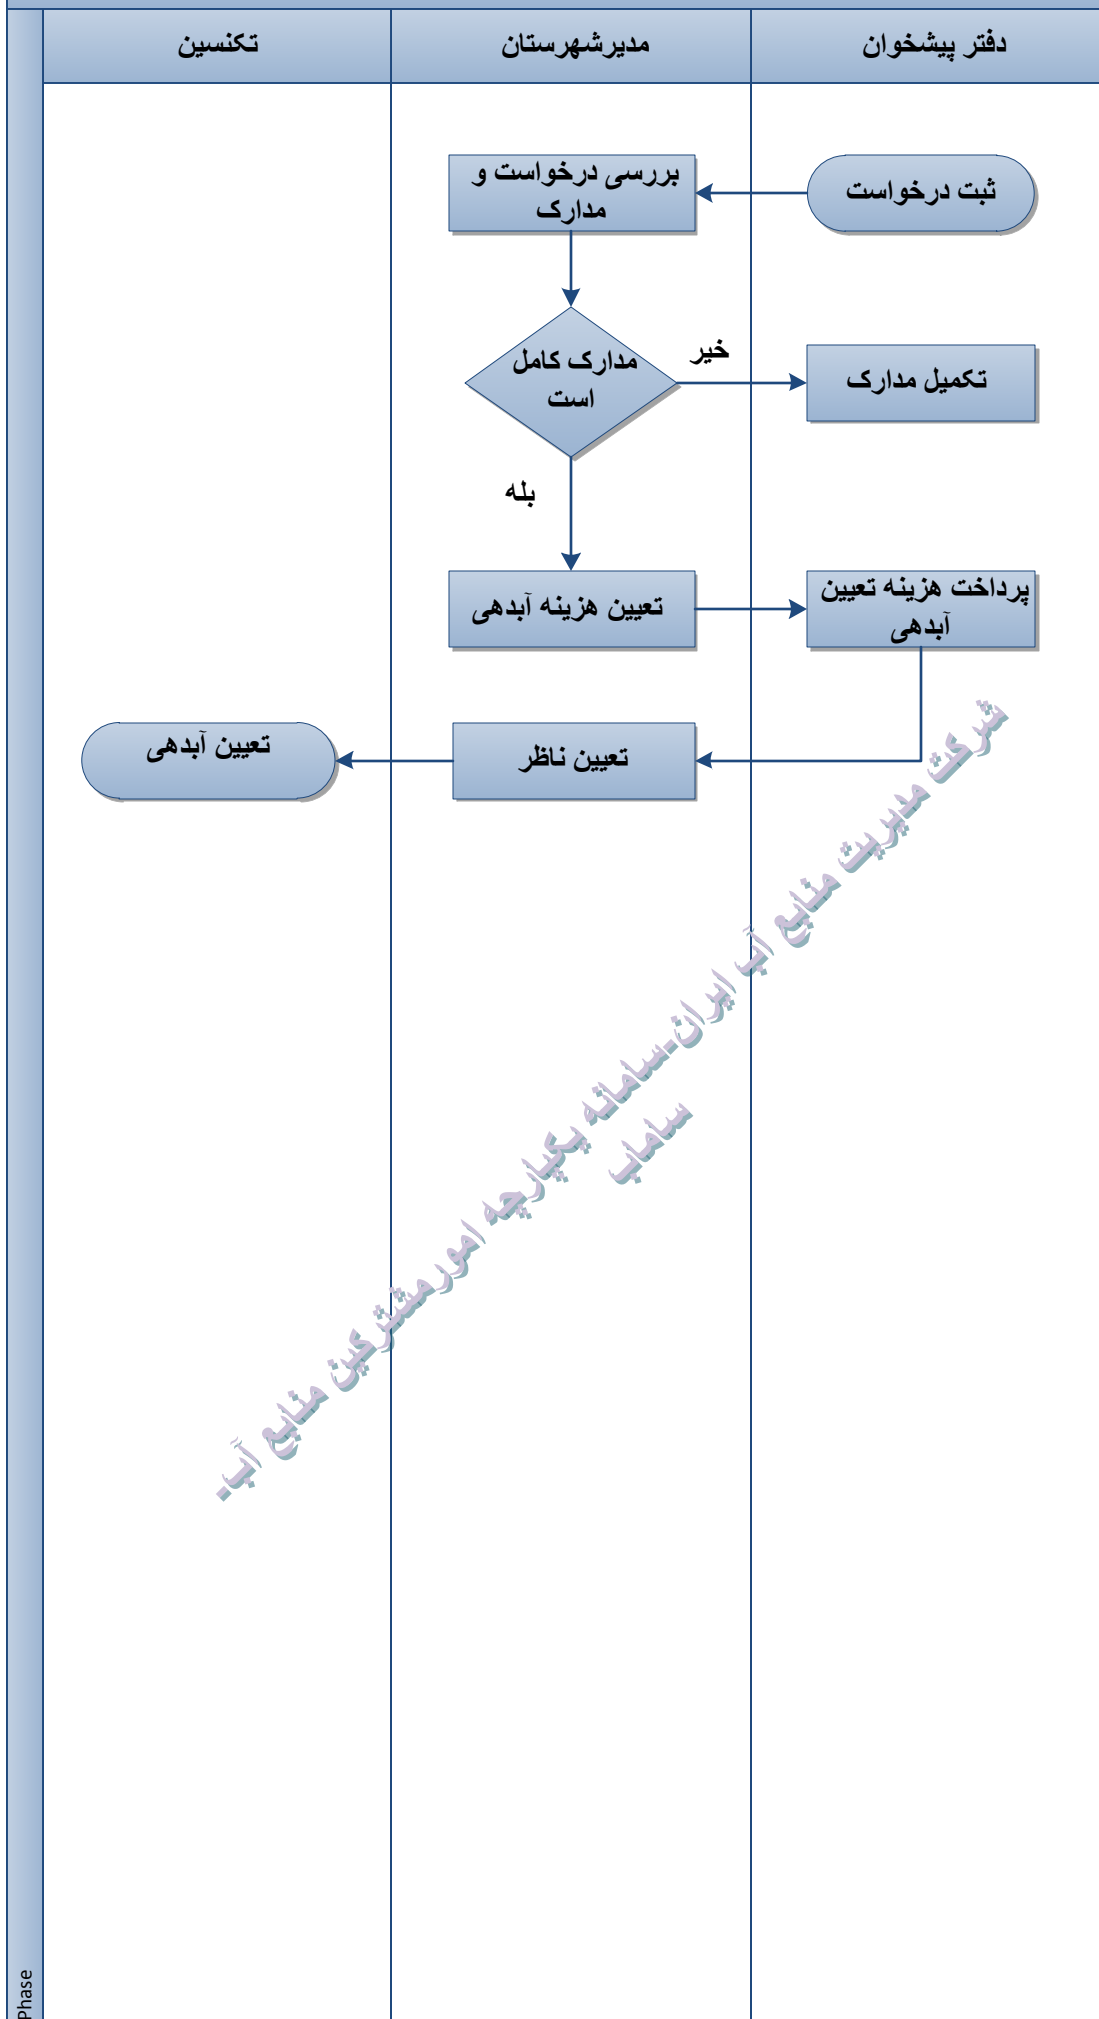 دفتر پیشخوان
مدیرشهرستان
تکنسین
ثبت درخواست
بررسی درخواست و
مدارک
مدارک کامل
است
خیر
تکمیل مدارک
بله
تعیین هزینه آبدهی
پرداخت هزینه تعیین
آبدهی
تعیین ناظر
تعیین آبدهی
شرکت مدیریت منابع آب ایران-سامانه یکپارچه امورمشترکین منابع آب-
ساماب
Phase